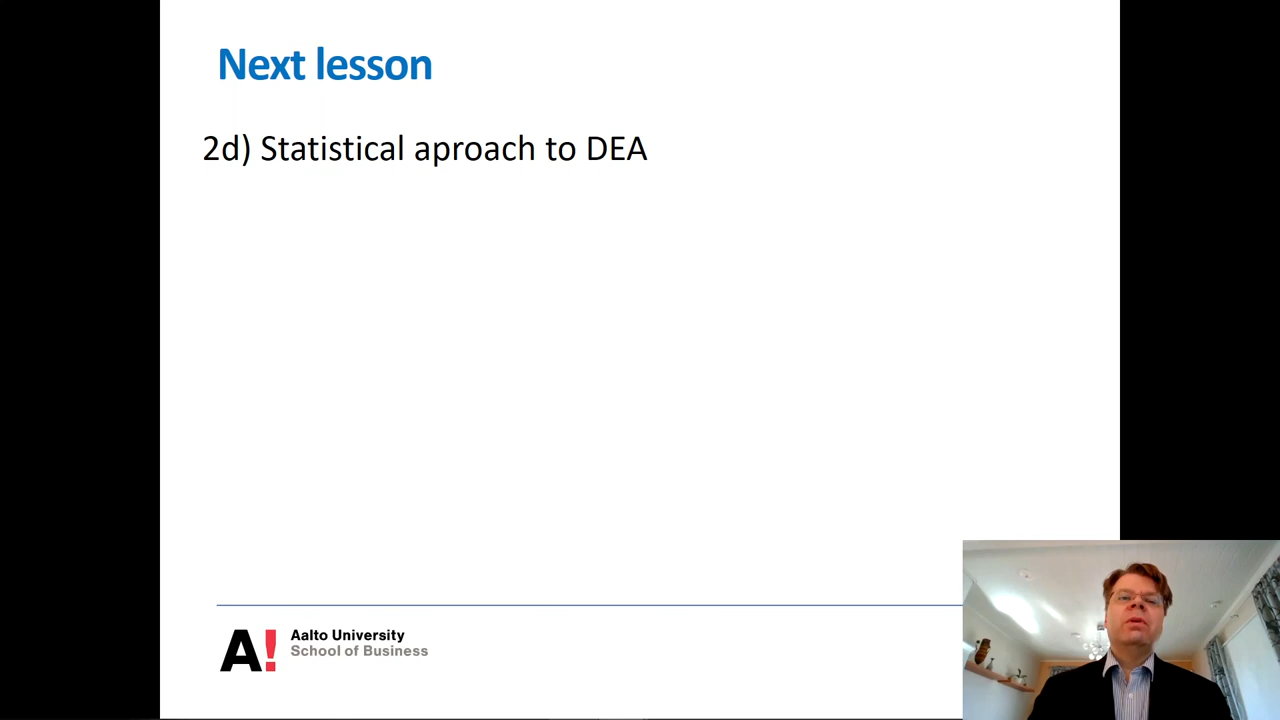 Next lesson
2d) Statistical aproach to DEA
A!
Aalto University
School of Business